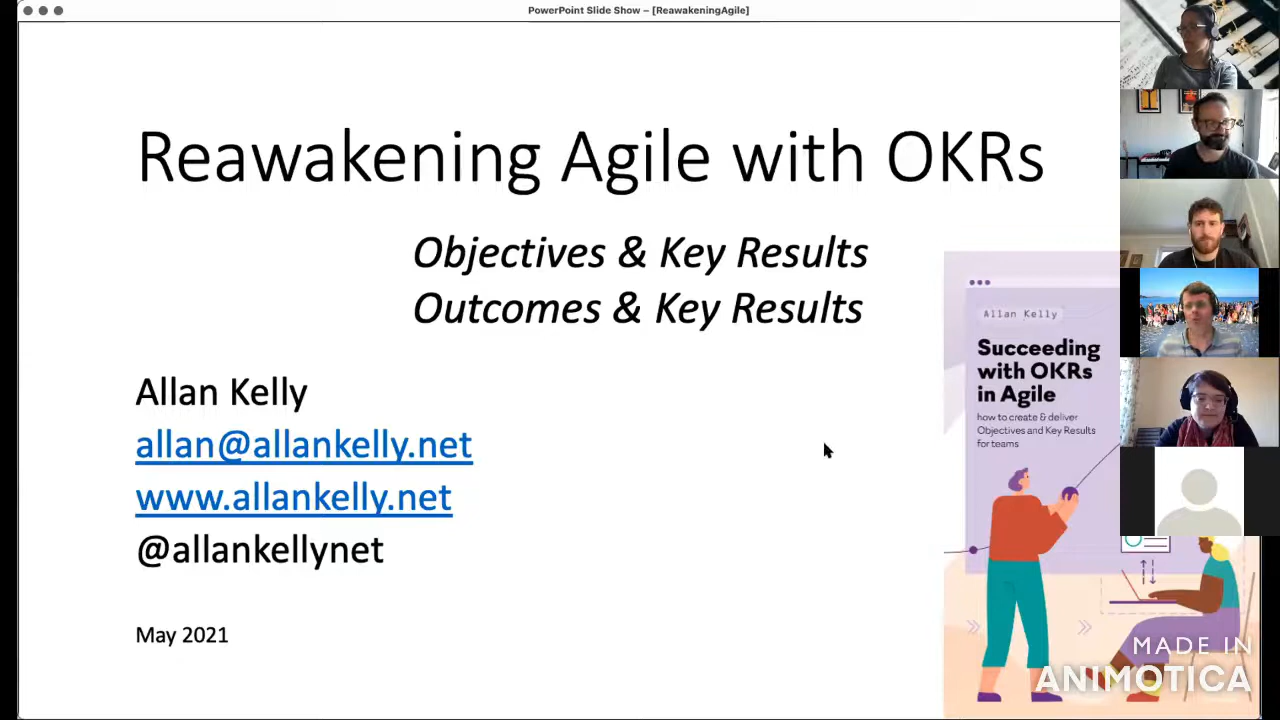 PowerPoint Slide Show – [ReawakeningAgile]
Reawakening Agile with OKRs
Objectives & Key Results
Outcomes & Key Results
Allan Kelly
allan@allankelly.net
www.allankelly.net
@allankellynet
May 2021
Allan Kelly
Succeeding
with OKRs
in Agile
how to create & deliver
Objectives and Key Results
for teams
MADE IN
ANIMOTICA